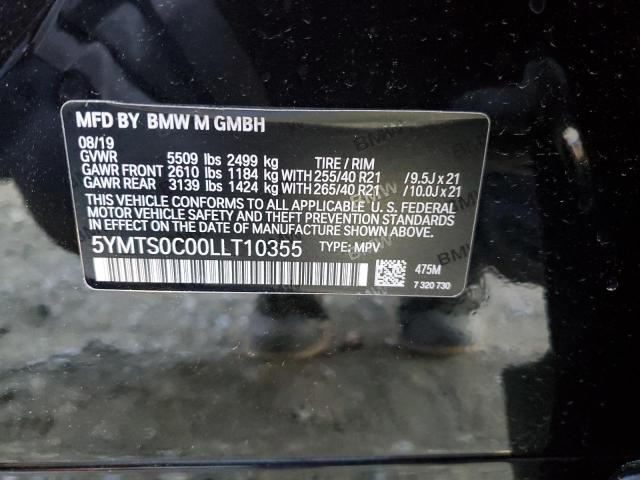 MFD BY BMW M GMBH
08/19
GVWR 5509 lbs 2499 kg TIRE / RIM
GAWR FRONT 2610 lbs 1184 kg WITH 255/40 R21 /9.5J x 21
GAWR REAR 3139 lbs 1424 kg WITH 265/40 R21 /10.0J x 21
THIS VEHICLE CONFORMS TO ALL APPLICABLE U. S. FEDERAL
MOTOR VEHICLE SAFETY, AND THEFT PREVENTION STANDARDS
IN EFFECT ON THE DATE OF MANUFACTURE SHOWN ABOVE.
5YMTS0C00LLT10355 TYPE: MPV
475M
7 320 730